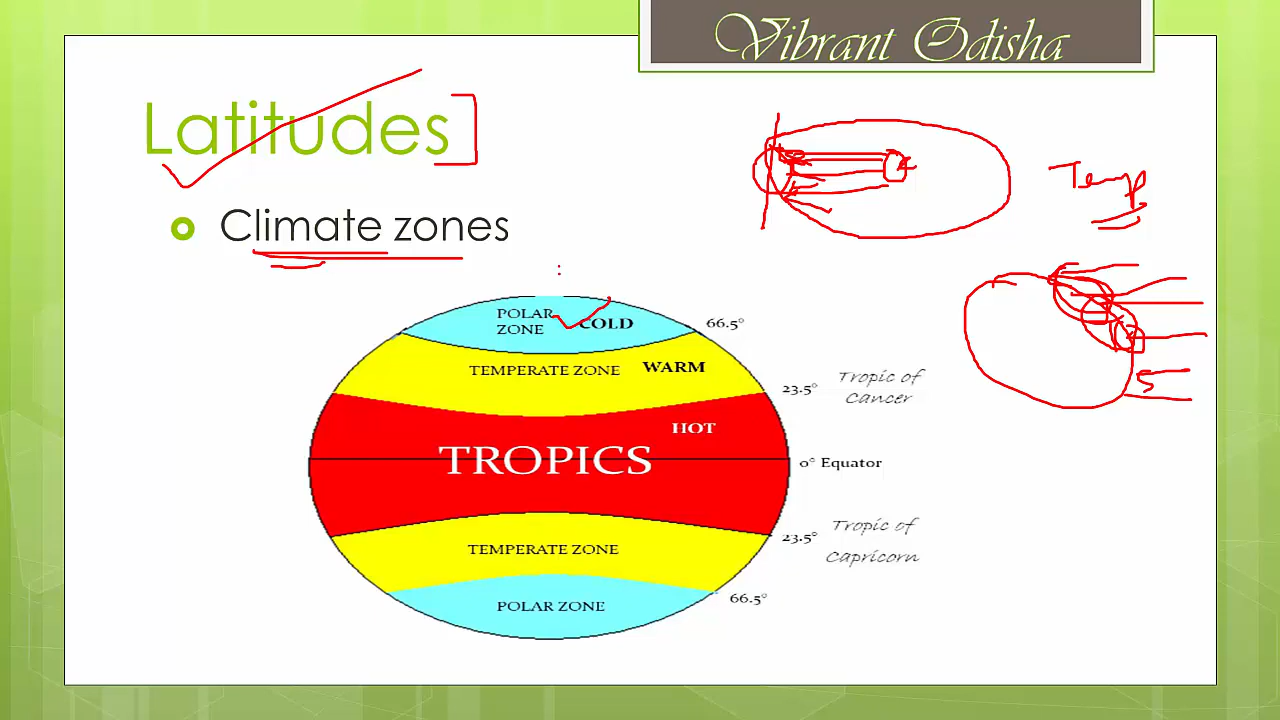 Vibrant Odisha
Latitudes
Climate zones
Temp
POLAR
ZONE
COLD
66.5°
TEMPERATE ZONE
WARM
23.5°
Tropic of
Cancer
HOT
TROPICS
0° Equator
23.5°
Tropic of
Capricorn
TEMPERATE ZONE
66.5°
POLAR ZONE